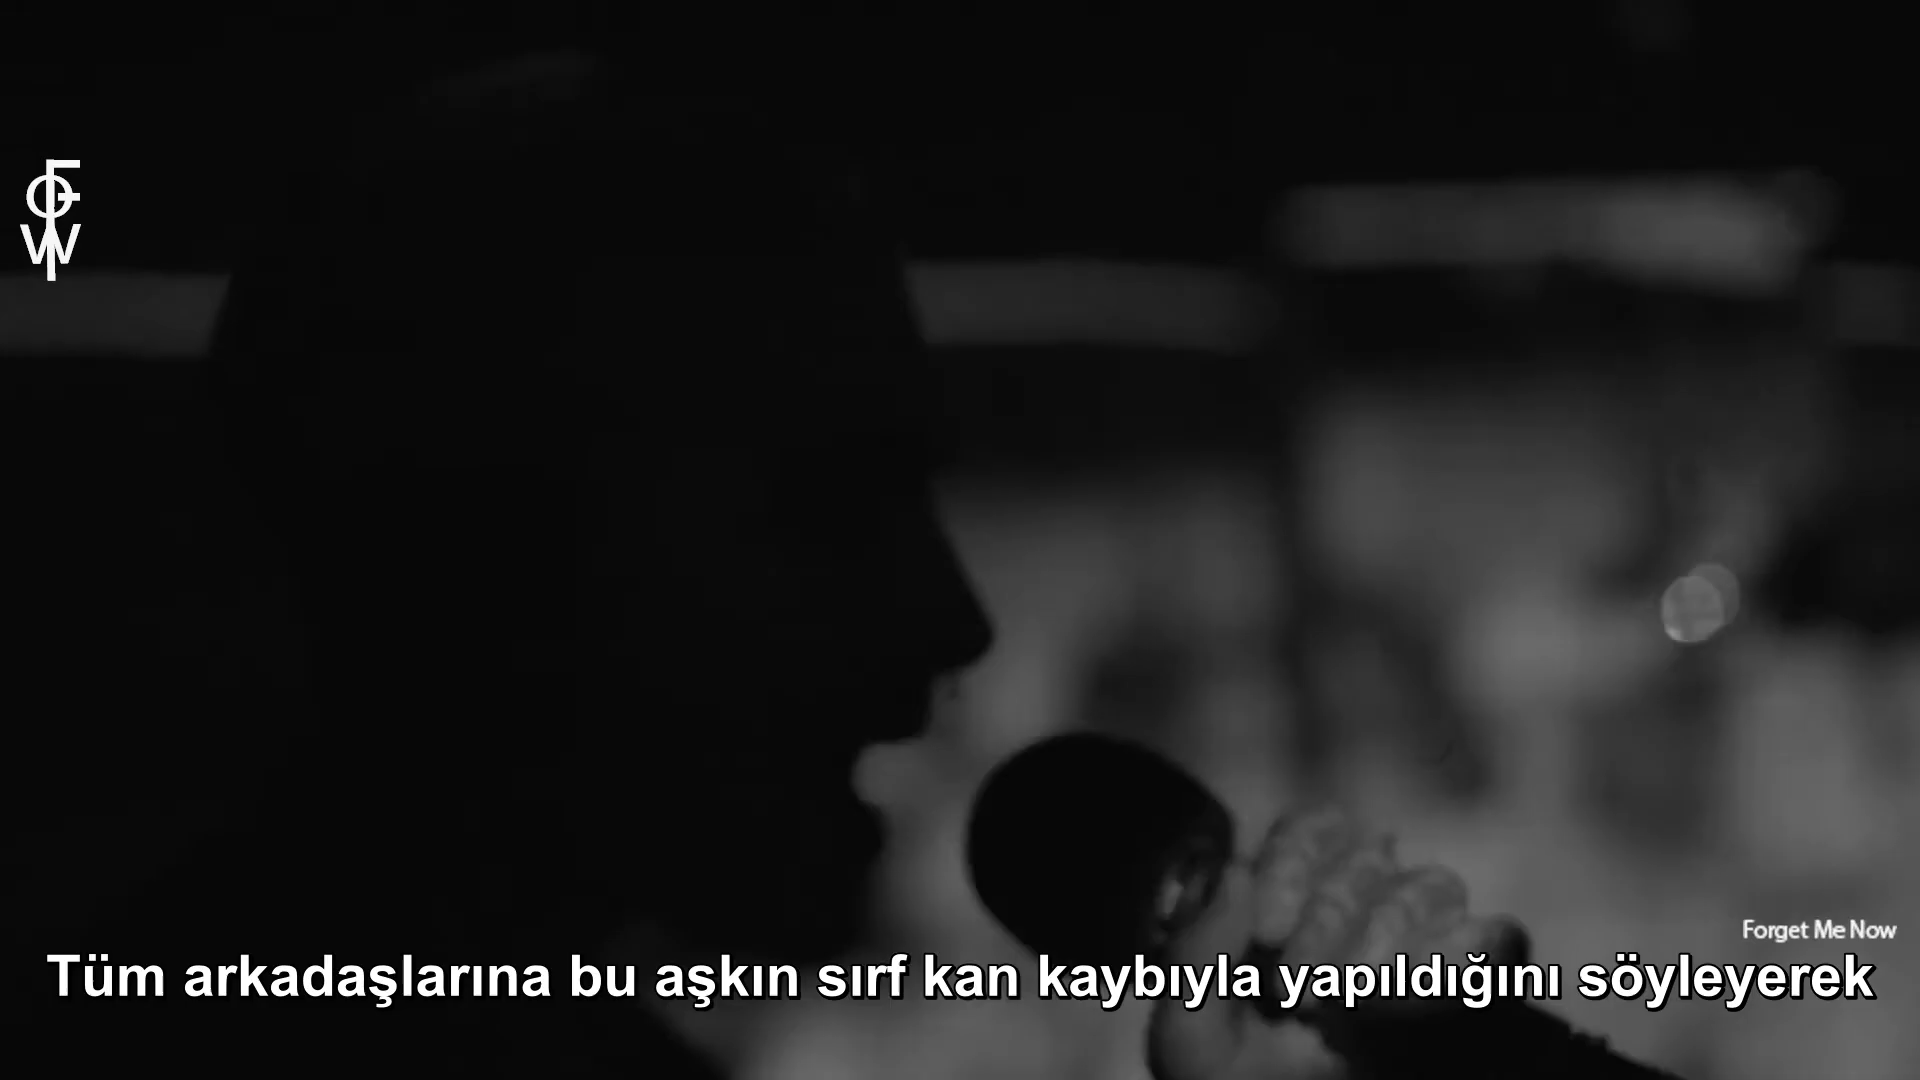 Forget Me Now
Tüm arkadaşlarına bu aşkın sırf kan kaybıyla yapıldığını söyleyerek